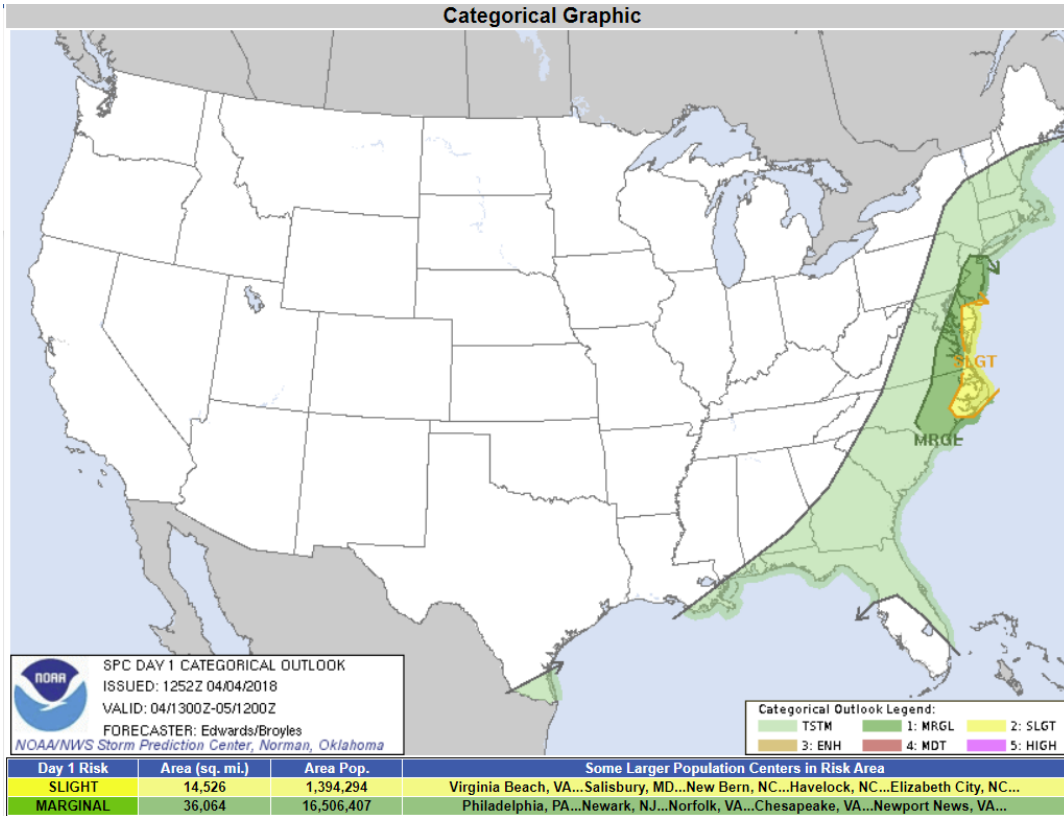 Categorical Graphic
SLGT
MRGL
NOAA
SPC DAY 1 CATEGORICAL OUTLOOK
ISSUED: 1252Z 04/04/2018
VALID: 04/1300Z-05/1200Z
FORECASTER: Edwards/Broyles
NOAA/NWS Storm Prediction Center, Norman, Oklahoma
Categorical Outlook Legend:
TSTM 1: MRGL 2: SLGT
3: ENH 4: MDT 5: HIGH
Day 1 Risk Area (sq. mi.) Area Pop. Some Larger Population Centers in Risk Area
SLIGHT 14,526 1,394,294 Virginia Beach, VA...Salisbury, MD...New Bern, NC...Havelock, NC...Elizabeth City, NC...
MARGINAL 36,064 16,506,407 Philadelphia, PA...Newark, NJ...Norfolk, VA...Chesapeake, VA...Newport News, VA...